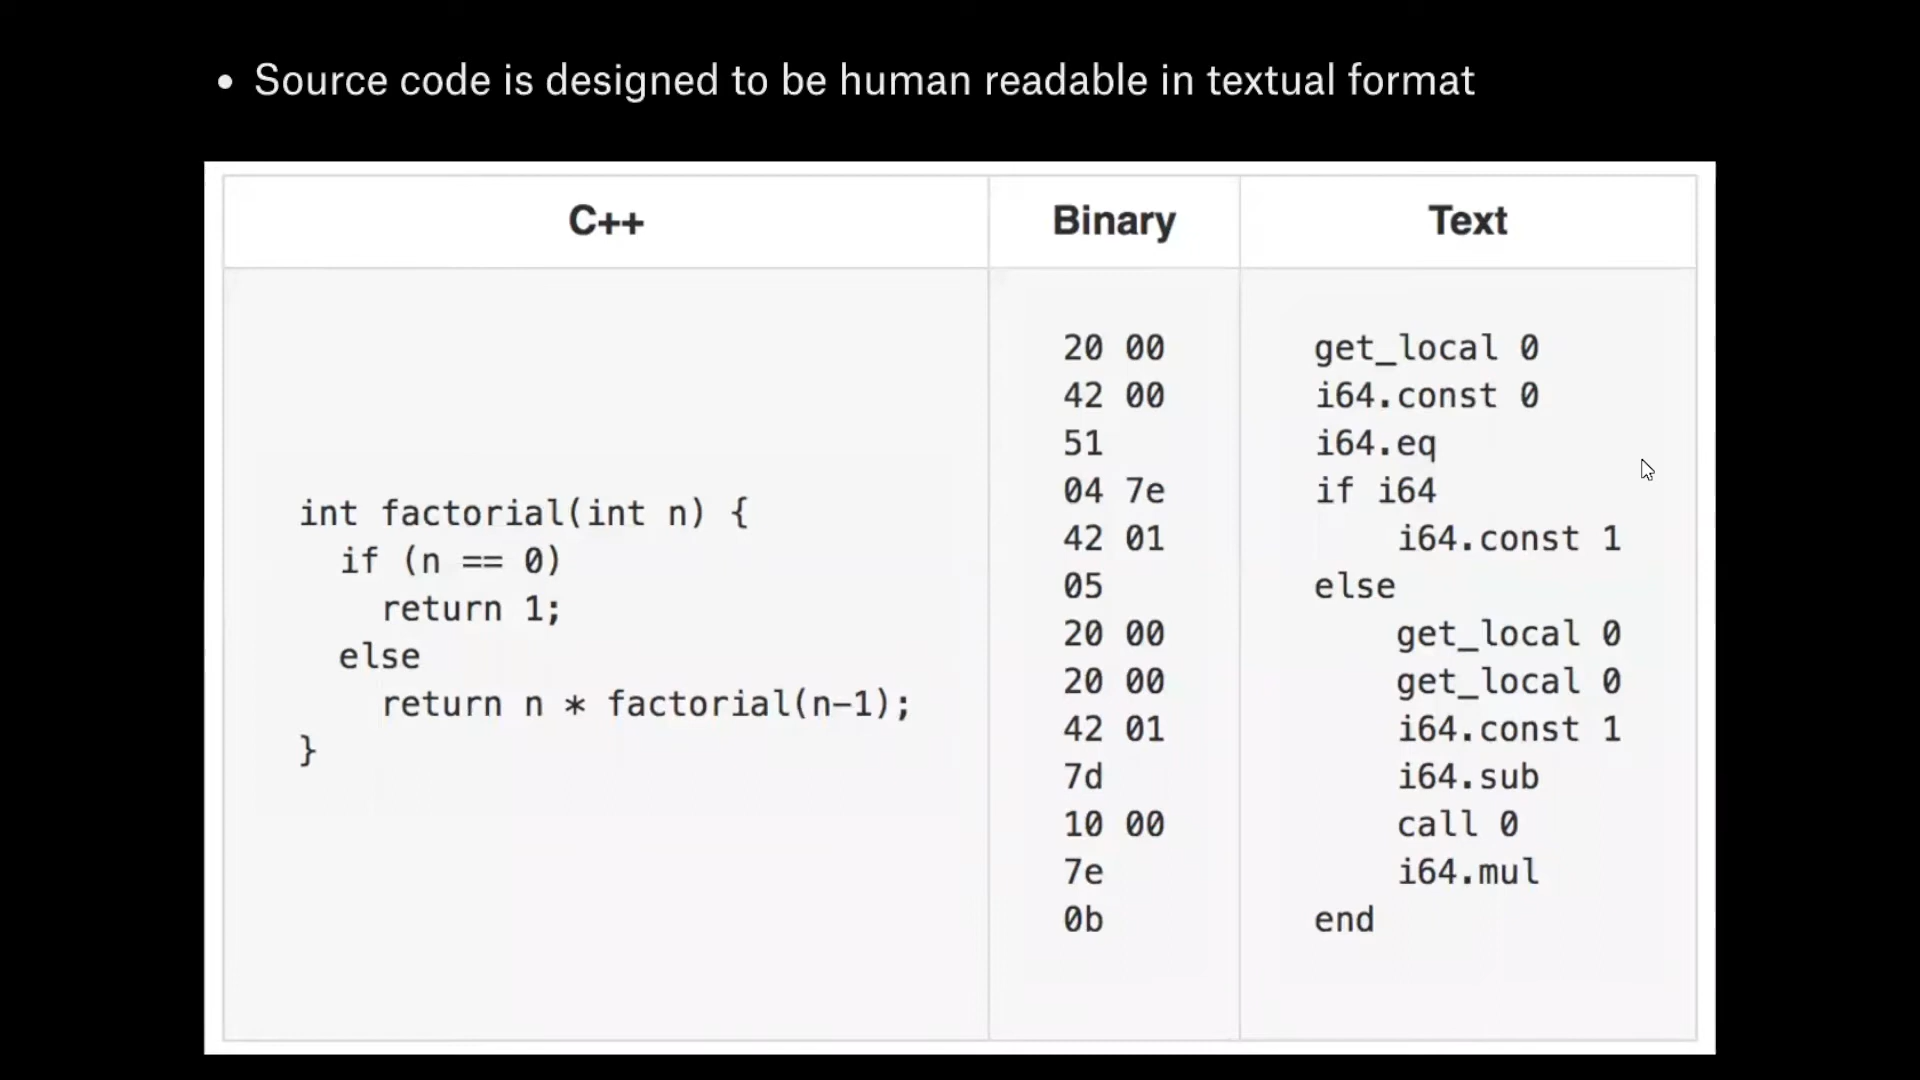 • Source code is designed to be human readable in textual format
C++
Binary
Text
int factorial(int n) {
  if (n == 0)
    return 1;
  else
    return n * factorial(n-1);
}
20 00
42 00
51
04 7e
42 01
05
20 00
20 00
42 01
7d
10 00
7e
0b
get_local 0
i64.const 0
i64.eq
if i64
    i64.const 1
else
    get_local 0
    get_local 0
    i64.const 1
    i64.sub
    call 0
    i64.mul
end